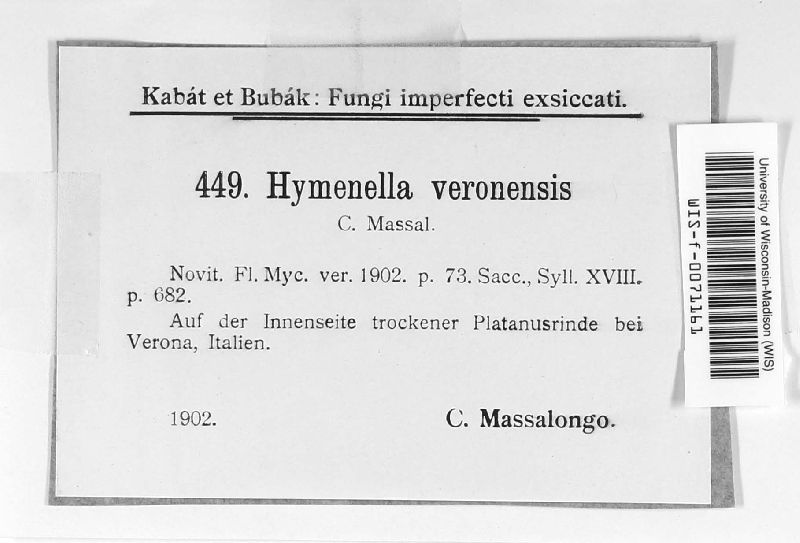 Kabát et Bubák: Fungi imperfecti exsiccati.
449. Hymenella veronensis
C. Massal.
Novit. Fl. Myc. ver. 1902. p. 73. Sacc., Syll. XVIII.
p. 682.
Auf der Innenseite trockener Platanusrinde bei
Verona, Italien.
1902.
C. Massalongo.
University of Wisconsin-Madison (WIS)
WIS-f-0071161